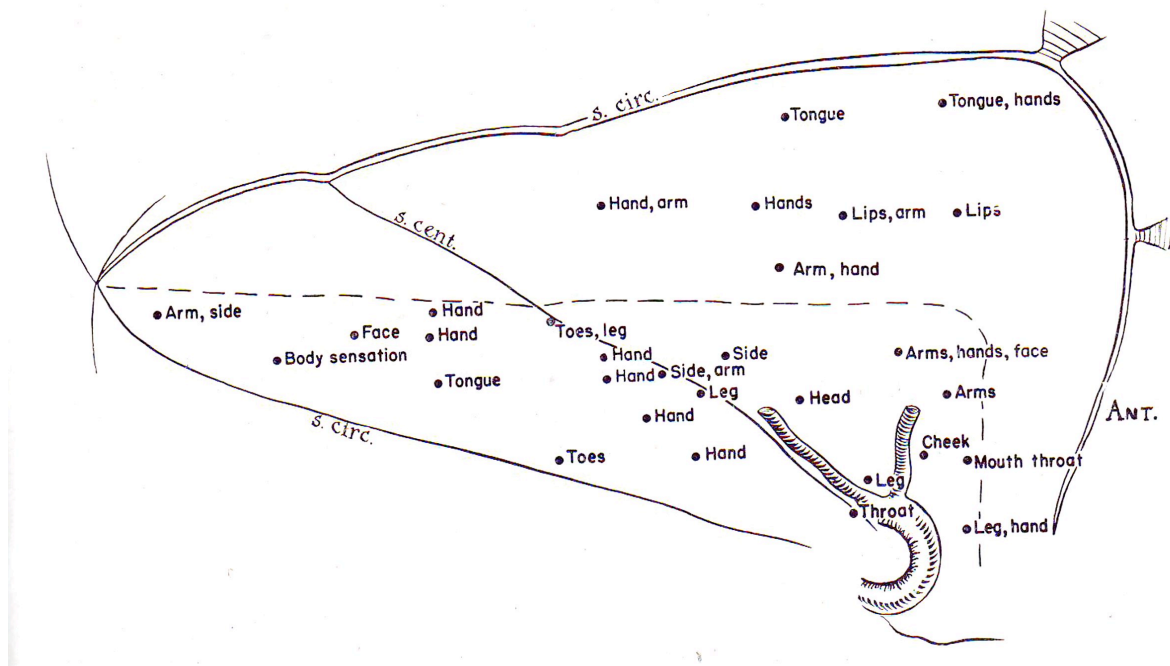 s. circ.
Tongue
Tongue, hands
Hand, arm
Hands
Lips, arm
Lips
s. cent.
Arm, hand
Arm, side
Hand
Face
Hand
Toes, leg
Body sensation
Hand
Side
Arms, hands, face
Tongue
Hand
Side, arm
Leg
Head
Arms
Hand
ANT.
s. circ.
Toes
Hand
Cheek
Mouth throat
Leg
Throat
Leg, hand